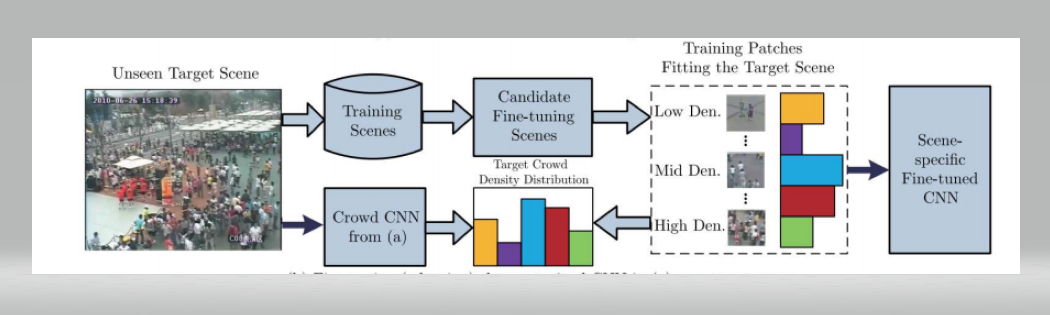 Unseen Target Scene
2010-06-26 15:18:39
Training
Scenes
Candidate
Fine-tuning
Scenes
Training Patches
Fitting the Target Scene
Low Den.
Mid Den.
High Den.
Scene-
specific
Fine-tuned
CNN
Crowd CNN
from (a)
Target Crowd
Density Distribution